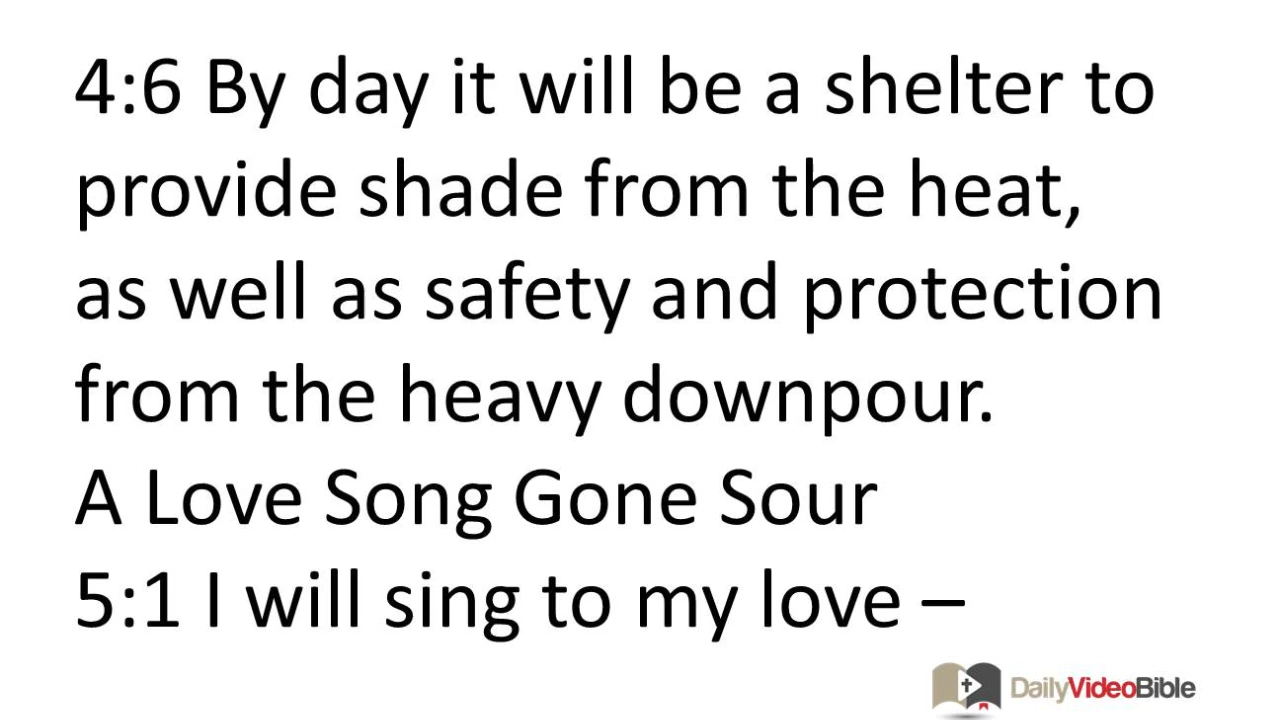 4:6 By day it will be a shelter to
provide shade from the heat,
as well as safety and protection
from the heavy downpour.
A Love Song Gone Sour
5:1 I will sing to my love –
DailyVideoBible